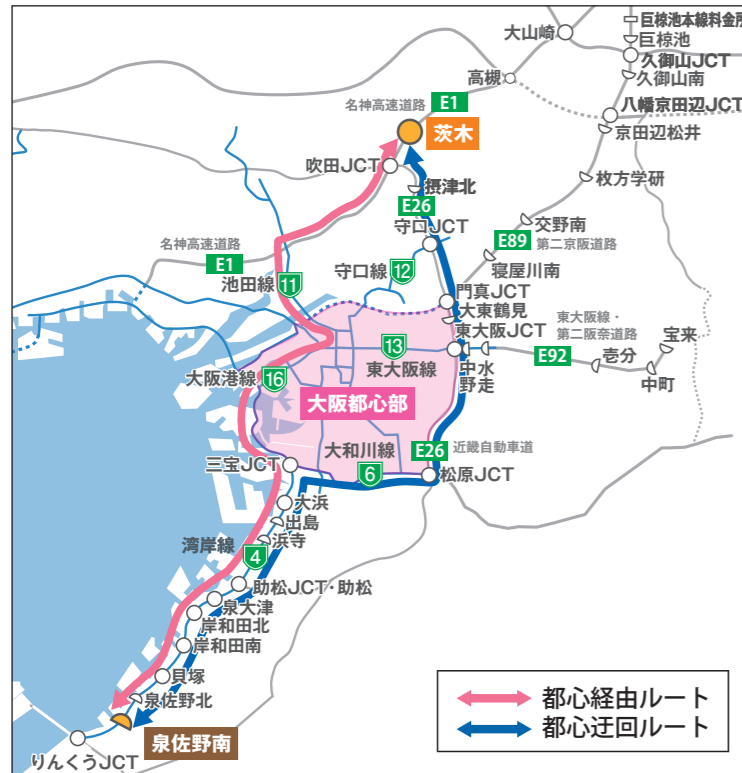 巨椋池本線料金所
大山崎
巨椋池
久御山JCT
高槻
久御山南
名神高速道路
E1
八幡京田辺JCT
茨木
京田辺松井
吹田JCT
摂津北
枚方学研
E26
守口JCT
交野南
名神高速道路
E89
第二京阪道路
E1
守口線
12
寝屋川南
池田線
11
門真JCT
大東鶴見
東大阪線・
第二阪奈道路
東大阪JCT
宝来
13
大阪港線
16
東大阪線
中野
水走
E92
壱分
中町
大阪都心部
大和川線
E26
近畿自動車道
三宝JCT
6
松原JCT
大浜
出島
湾岸線
浜寺
4
助松JCT・助松
泉大津
岸和田北
岸和田南
貝塚
都心経由ルート
泉佐野北
都心迂回ルート
泉佐野南
りんくうJCT